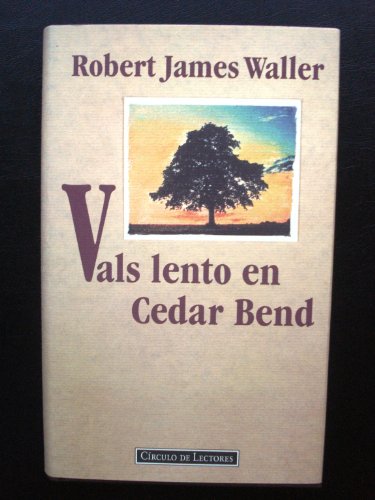 Robert James Waller
Vals lento en
Cedar Bend
CÍRCULO DE LECTORES